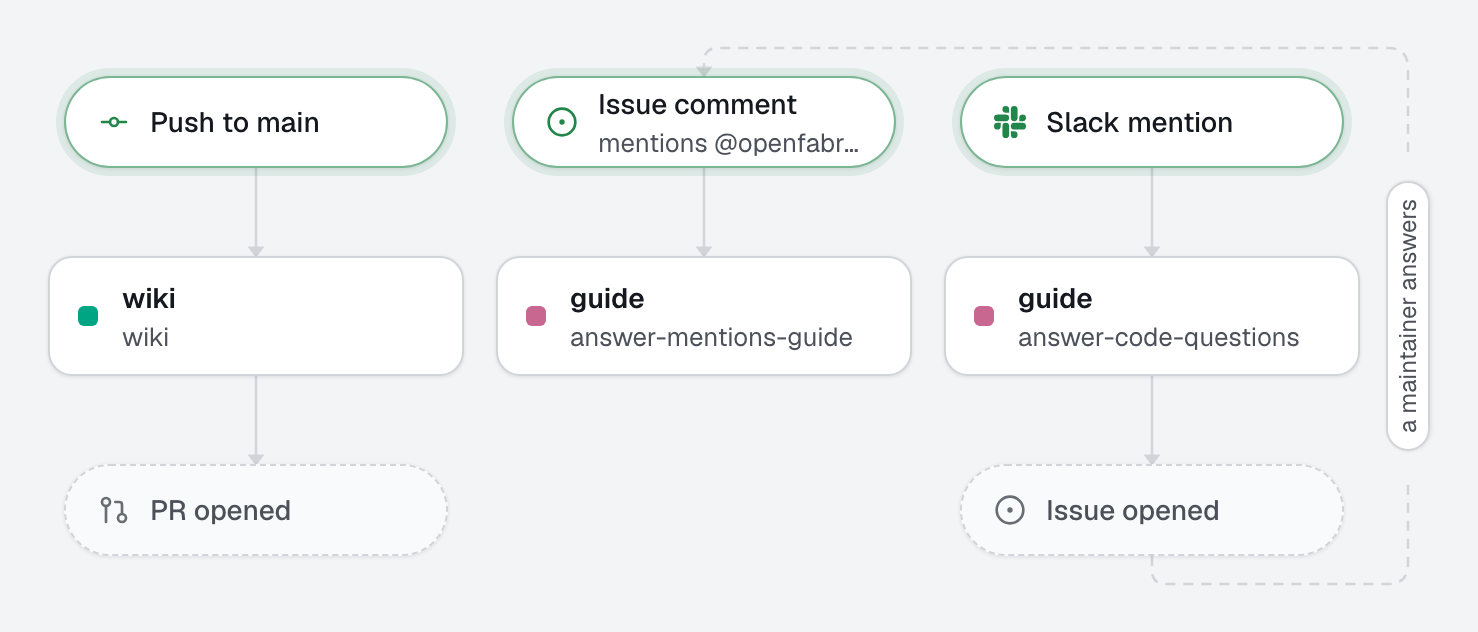 Push to main
Issue comment
mentions @openfabr...
Slack mention
wiki
wiki
guide
answer-mentions-guide
guide
answer-code-questions
a maintainer answers
PR opened
Issue opened